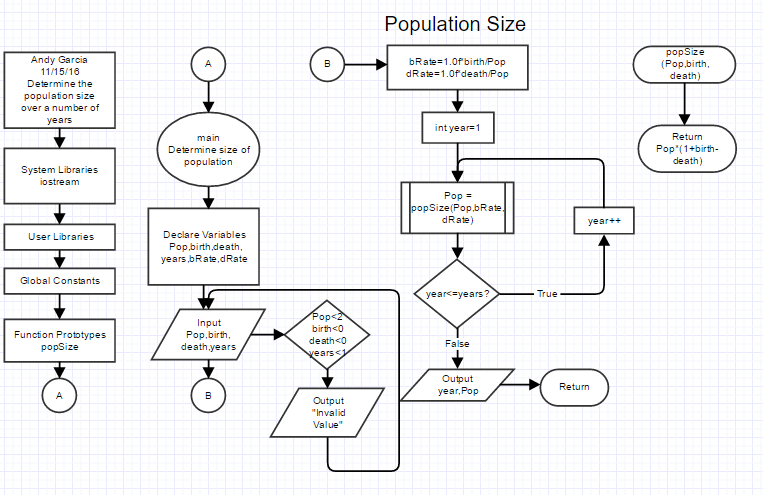 Population Size
Andy Garcia
11/15/16
Determine the
population size
over a number of
years
System Libraries
iostream
User Libraries
Global Constants
Function Prototypes
popSize
A
A
main
Determine size of
population
Declare Variables
Pop,birth,death,
years,bRate,dRate
Input
Pop,birth,
death,years
B
Pop<2
birth<0
death<0
years<1
Output
"Invalid
Value"
B
bRate=1.0f*birth/Pop
dRate=1.0f*death/Pop
int year=1
Pop =
popSize(Pop,bRate,
dRate)
year++
year<=years?
True
False
Output
year,Pop
Return
popSize
(Pop,birth,
death)
Return
Pop*(1+birth-
death)